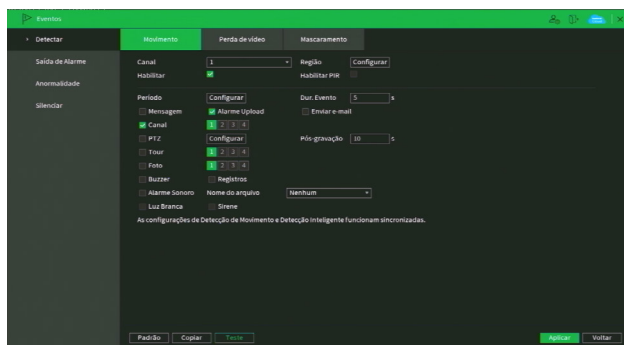 Eventos
Detectar
Saída de Alarme
Anormalidade
Silenciar
Movimento Perda de vídeo Mascaramento
Canal 1 Região Configurar
Habilitar Habilitar PIR
Período Configurar Dur. Evento 5 s
Mensagem Alarme Upload Enviar e-mail
Canal 1 2 3 4
PTZ Configurar Pós-gravação 10 s
Tour 1 2 3 4
Foto 1 2 3 4
Buzzer Registros
Alarme Sonoro Nome do arquivo Nenhum
Luz Branca Sirene
As configurações de Detecção de Movimento e Detecção Inteligente funcionam sincronizadas.
Padrão Copiar Teste Aplicar Voltar